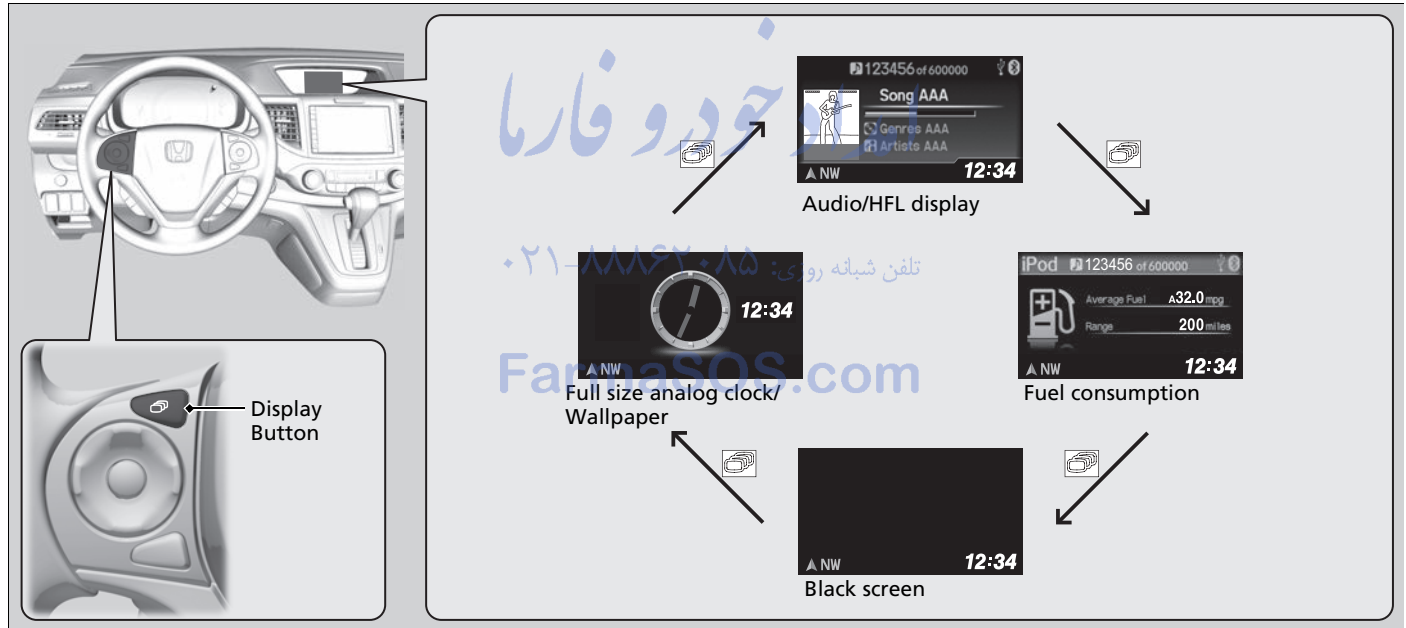 Display
Button
123456 of 600000
Song AAA
Genres AAA
Artists AAA
NW 12:34
Audio/HFL display
iPod 123456 of 600000
Average Fuel A32.0 mpg
Range 200 miles
NW 12:34
Fuel consumption
NW 12:34
Black screen
12:34
NW
Full size analog clock/
Wallpaper
خودرو فارما
تلفن شبانه روزی: ۰۲۱-۸۸۸۶۲۰۸۵
FarmaSOS.com